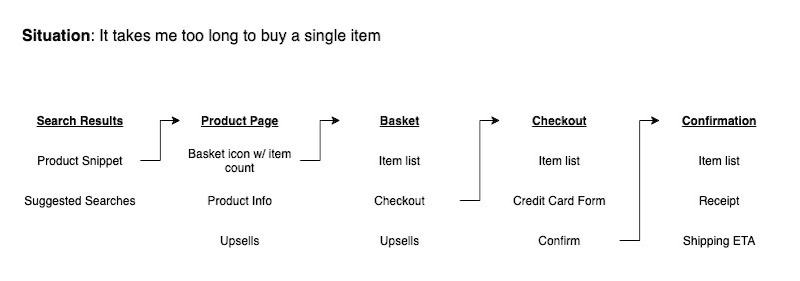 Situation: It takes me too long to buy a single item
Search Results
Product Snippet
Suggested Searches
Product Page
Basket icon w/ item
count
Product Info
Upsells
Basket
Item list
Checkout
Upsells
Checkout
Item list
Credit Card Form
Confirm
Confirmation
Item list
Receipt
Shipping ETA